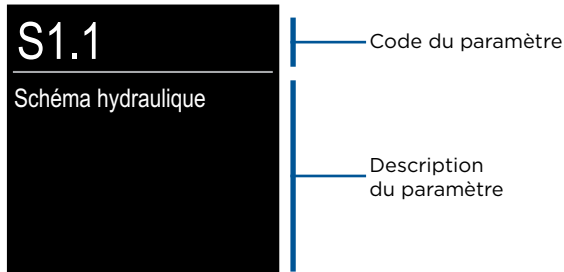 S1.1
Code du paramètre
Schéma hydraulique
Description
du paramètre